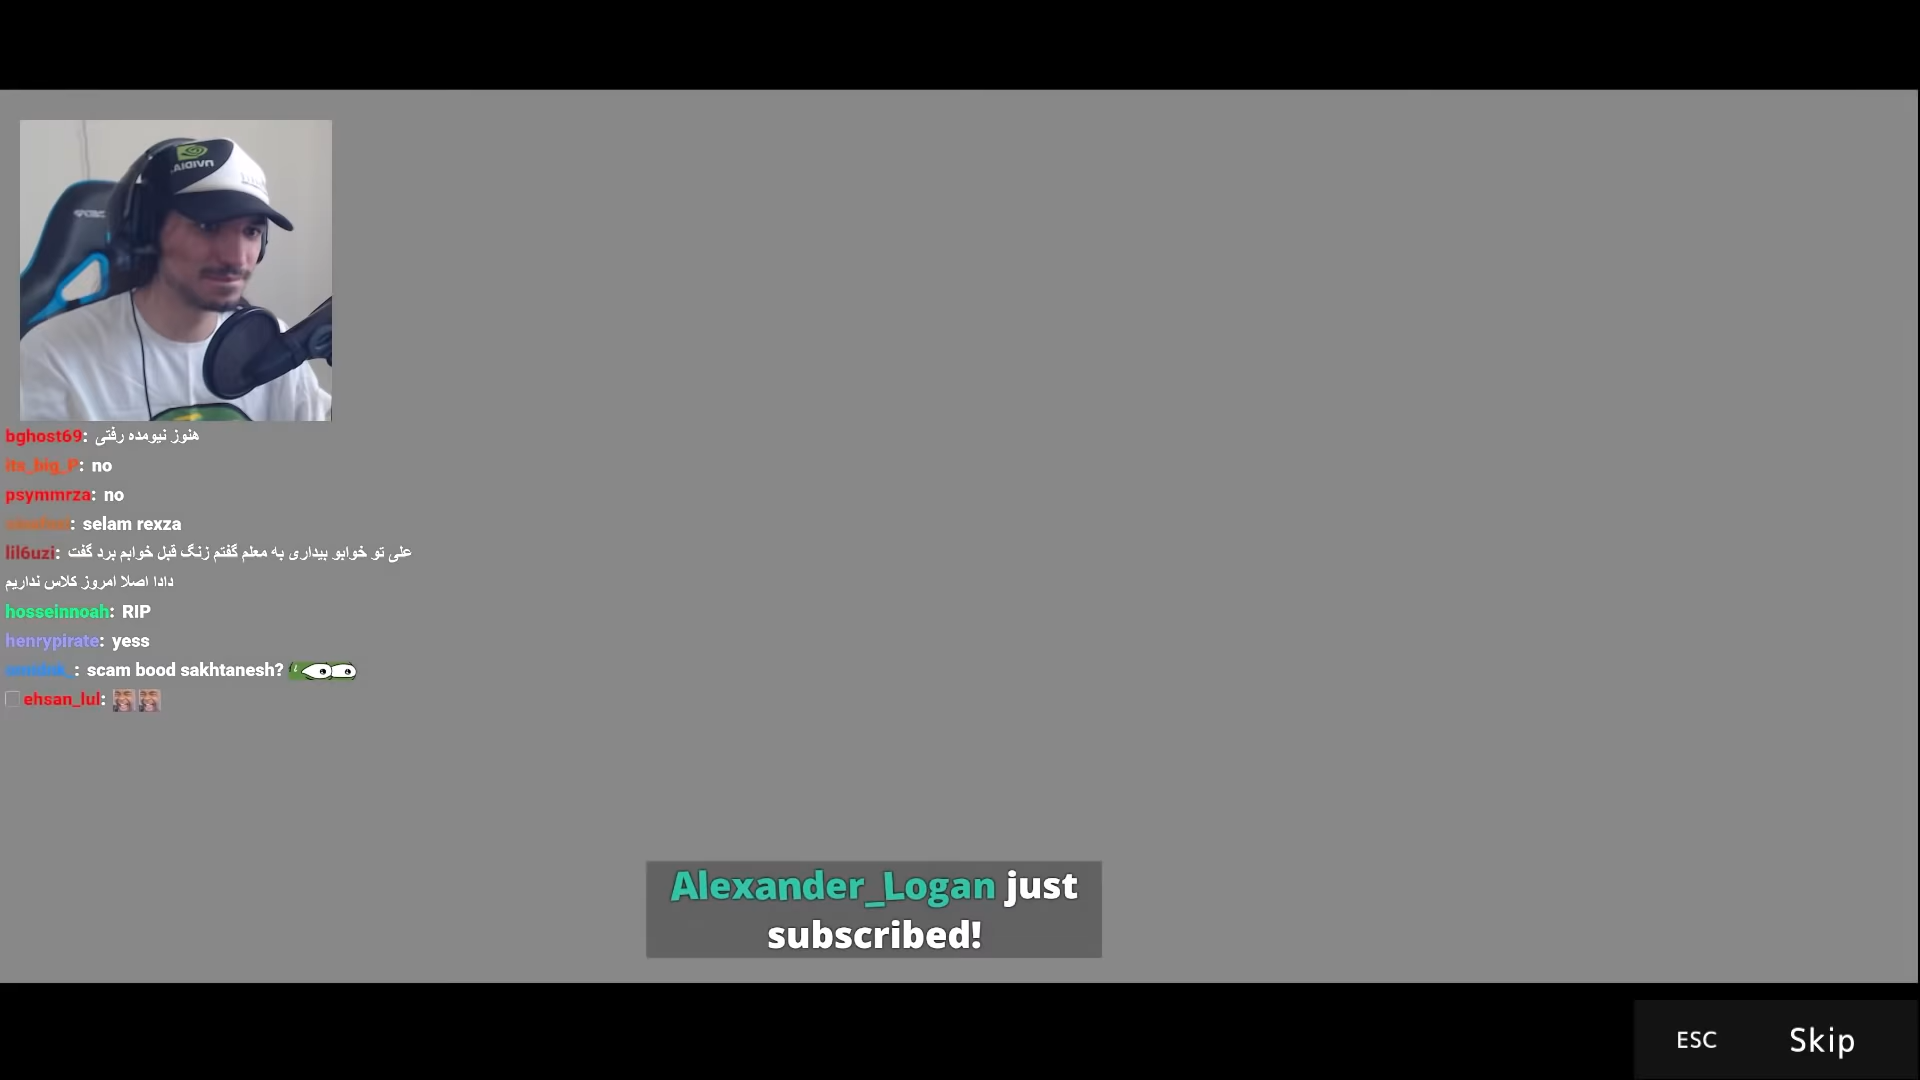 NVIDIA.
bghost69: هنوز نیومده رفتی
its_big_P: no
psymmrza: no
: selam rexza
lil6uzi: علی تو خوابو بیداری به معلم گفتم زنگ قبل خوابم برد گفت
دادا اصلا امروز کلاس نداریم
hosseinnoah: RIP
henrypirate: yess
: scam bood sakhtanesh?
ehsan_lul:
Alexander_Logan just
subscribed!
ESC Skip